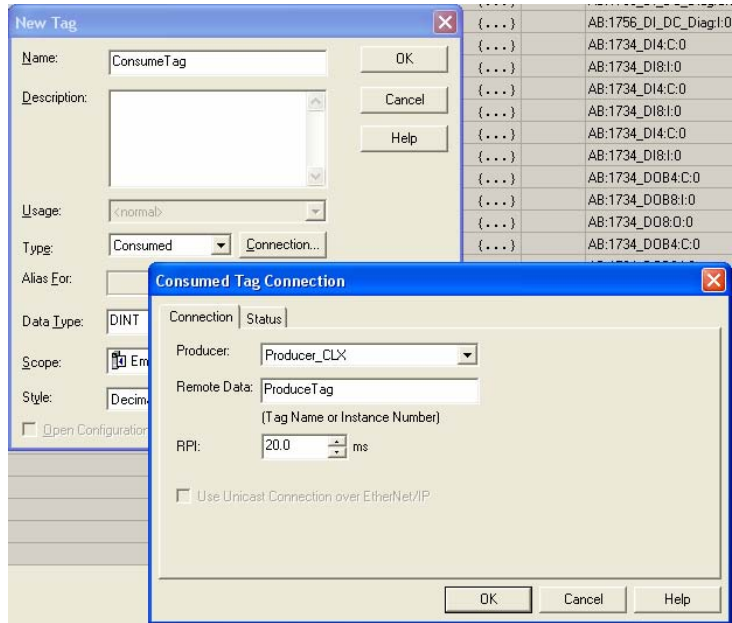 New Tag
Name: ConsumeTag OK
Description: Cancel
Help
Usage: <normal>
Type: Consumed Connection...
Alias For:
Data Type: DINT
Scope: Em
Style:
Open Configuration
{...} AB:1756_DI_DC_Diag:I:0
{...} AB:1734_DI4:C:0
{...} AB:1734_DI8:I:0
{...} AB:1734_DI4:C:0
{...} AB:1734_DI8:I:0
{...} AB:1734_DI4:C:0
{...} AB:1734_DI8:I:0
{...} AB:1734_DOB4:C:0
{...} AB:1734_DOB8:I:0
{...} AB:1734_DO8:O:0
{...} AB:1734_DOB4:C:0
Consumed Tag Connection
Connection Status
Producer: Producer_CLX
Remote Data: ProduceTag
(Tag Name or Instance Number)
RPI: 20.0 ms
Use Unicast Connection over EtherNet/IP
OK Cancel Help